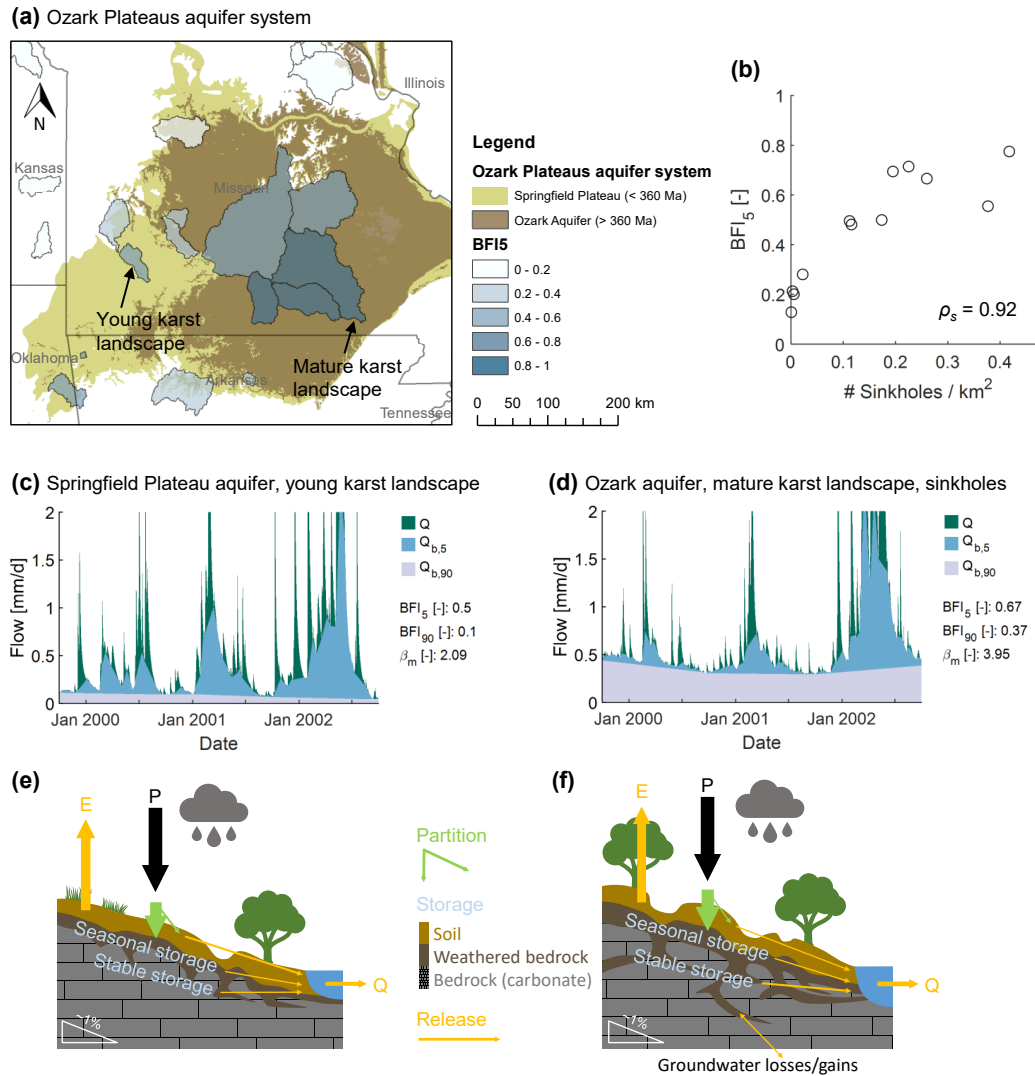 (a) Ozark Plateaus aquifer system
Illinois
N
Kansas
Missouri
Young karst
landscape
Oklahoma
Arkansas
Mature karst
landscape
Tennessee
Legend
Ozark Plateaus aquifer system
Springfield Plateau (< 360 Ma)
Ozark Aquifer (> 360 Ma)
BFI5
0 - 0.2
0.2 - 0.4
0.4 - 0.6
0.6 - 0.8
0.8 - 1
0 50 100 200 km
(b)
1
0.8
0.6
0.4
0.2
0
BFI5 [-]
ρs = 0.92
0 0.1 0.2 0.3 0.4
# Sinkholes / km2
(c) Springfield Plateau aquifer, young karst landscape
2
1.5
1
0.5
0
Flow [mm/d]
Jan 2000 Jan 2001 Jan 2002
Date
Q
Qb,5
Qb,90
BFI5 [-]: 0.5
BFI90 [-]: 0.1
βm [-]: 2.09
(d) Ozark aquifer, mature karst landscape, sinkholes
2
1.5
1
0.5
0
Flow [mm/d]
Jan 2000 Jan 2001 Jan 2002
Date
Q
Qb,5
Qb,90
BFI5 [-]: 0.67
BFI90 [-]: 0.37
βm [-]: 3.95
(e)
E
P
Seasonal storage
Stable storage
Q
~1%
Partition
Storage
Soil
Weathered bedrock
Bedrock (carbonate)
Release
(f)
E
P
Seasonal storage
Stable storage
Q
~1%
Groundwater losses/gains